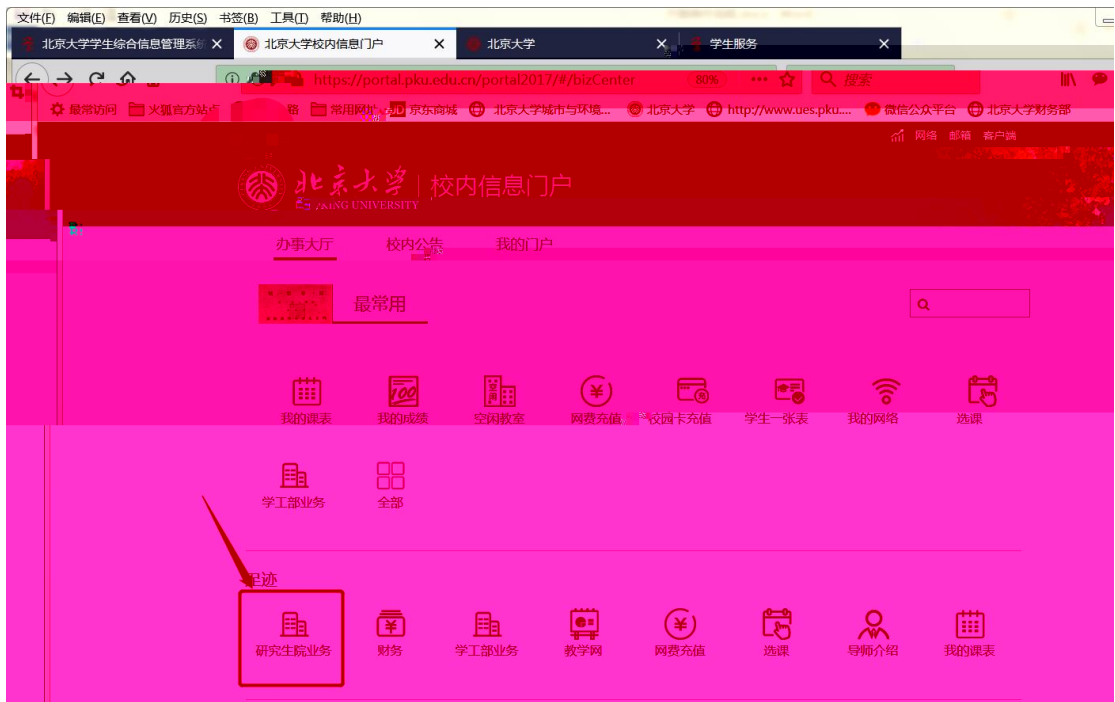 文件(F) 编辑(E) 查看(V) 历史(S) 书签(B) 工具(T) 帮助(H)
北京大学学生综合信息管理系统 北京大学校内信息门户 北京大学 学生服务
https://portal.pku.edu.cn/portal2017/#/bizCenter 80% 搜索
最常访问 火狐官方站点 常用网址 JD 京东商城 北京大学城市与环境... 北京大学 http://www.ues.pku.... 微信公众平台 北京大学财务部
网络 邮箱 客户端
北京大学 校内信息门户
PEKING UNIVERSITY
办事大厅 校内公告 我的门户
最常用
我的课表 我的成绩 空闲教室 网费充值 校园卡充值 学生一张表 我的网络 选课
学工部业务 全部
足迹
研究生院业务 财务 学工部业务 教学网 网费充值 选课 导师介绍 我的课表